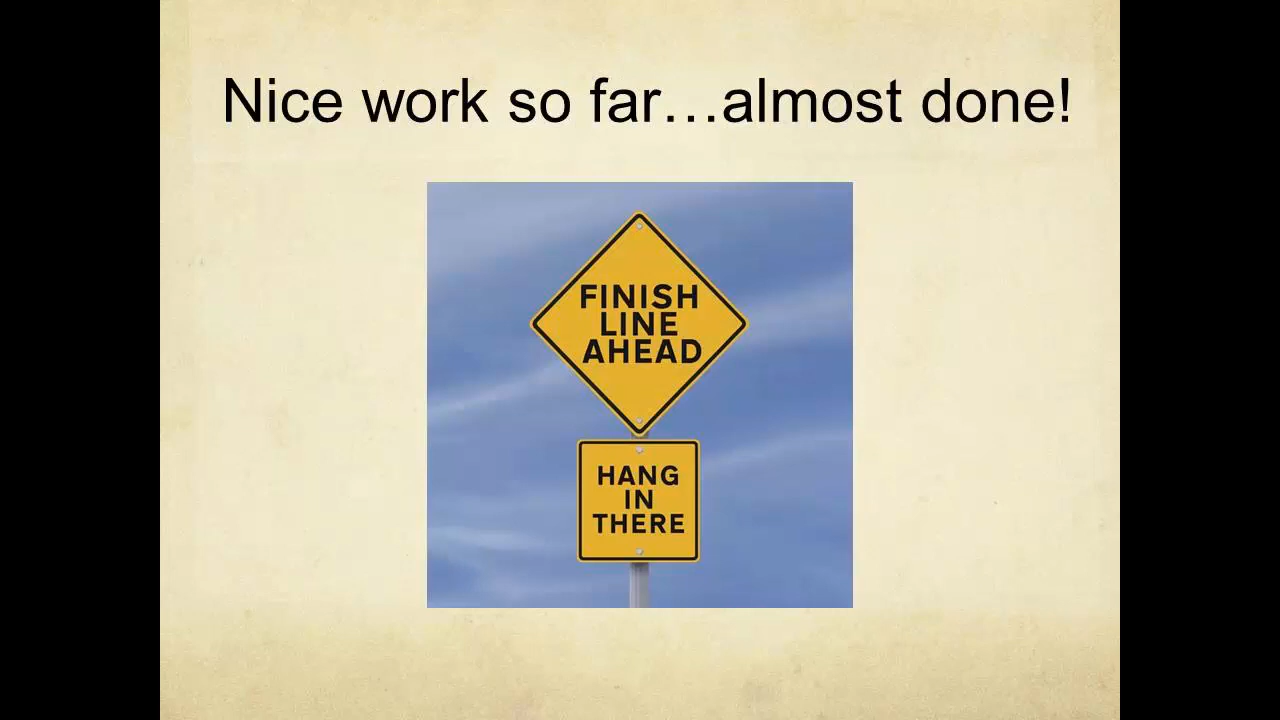 Nice work so far…almost done!
FINISH
LINE
AHEAD
HANG
IN
THERE